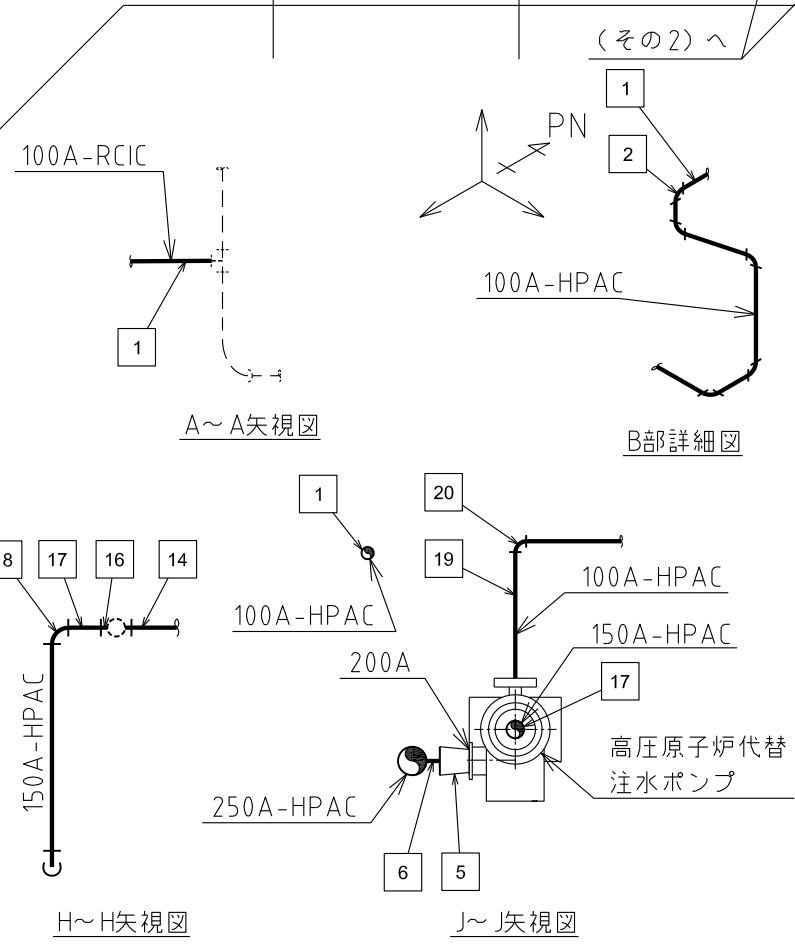 (その2) へ
1
PN
100A-RCIC
2
100A-HPAC
1
A～A矢視図
B部詳細図
1
20
8
17
16
14
19
100A-HPAC
100A-HPAC
150A-HPAC
200A
17
150A-HPAC
高圧原子炉代替
注水ポンプ
250A-HPAC
6
5
H～H矢視図
J～J矢視図